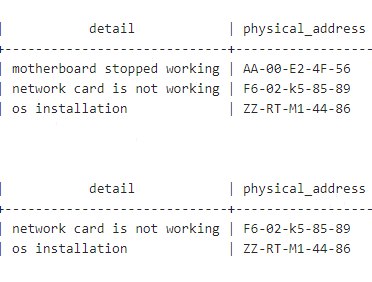 | detail | physical_address
+-----------------------------+------------------
| motherboard stopped working | AA-00-E2-4F-56
| network card is not working | F6-02-k5-85-89
| os installation | ZZ-RT-M1-44-86
| detail | physical_address
+-----------------------------+------------------
| network card is not working | F6-02-k5-85-89
| os installation | ZZ-RT-M1-44-86